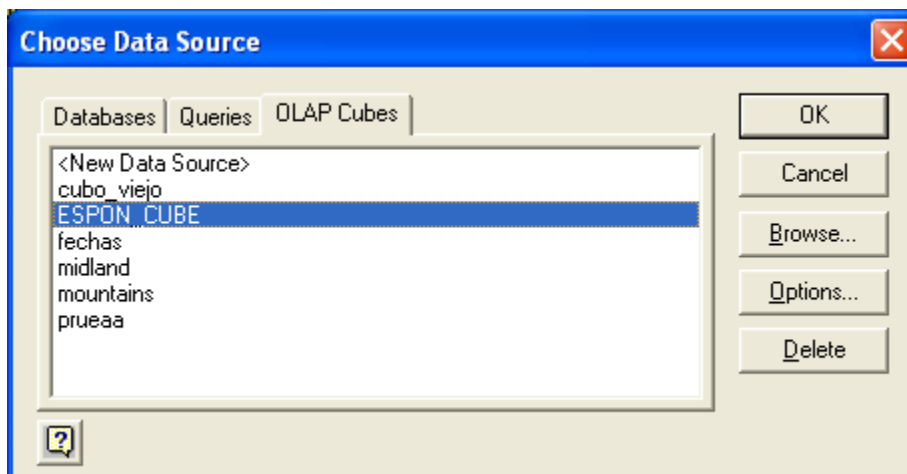 Choose Data Source
Databases Queries OLAP Cubes
<New Data Source>
cubo_viejo
ESPON_CUBE
fechas
midland
mountains
prueaa
OK
Cancel
Browse...
Options...
Delete
?